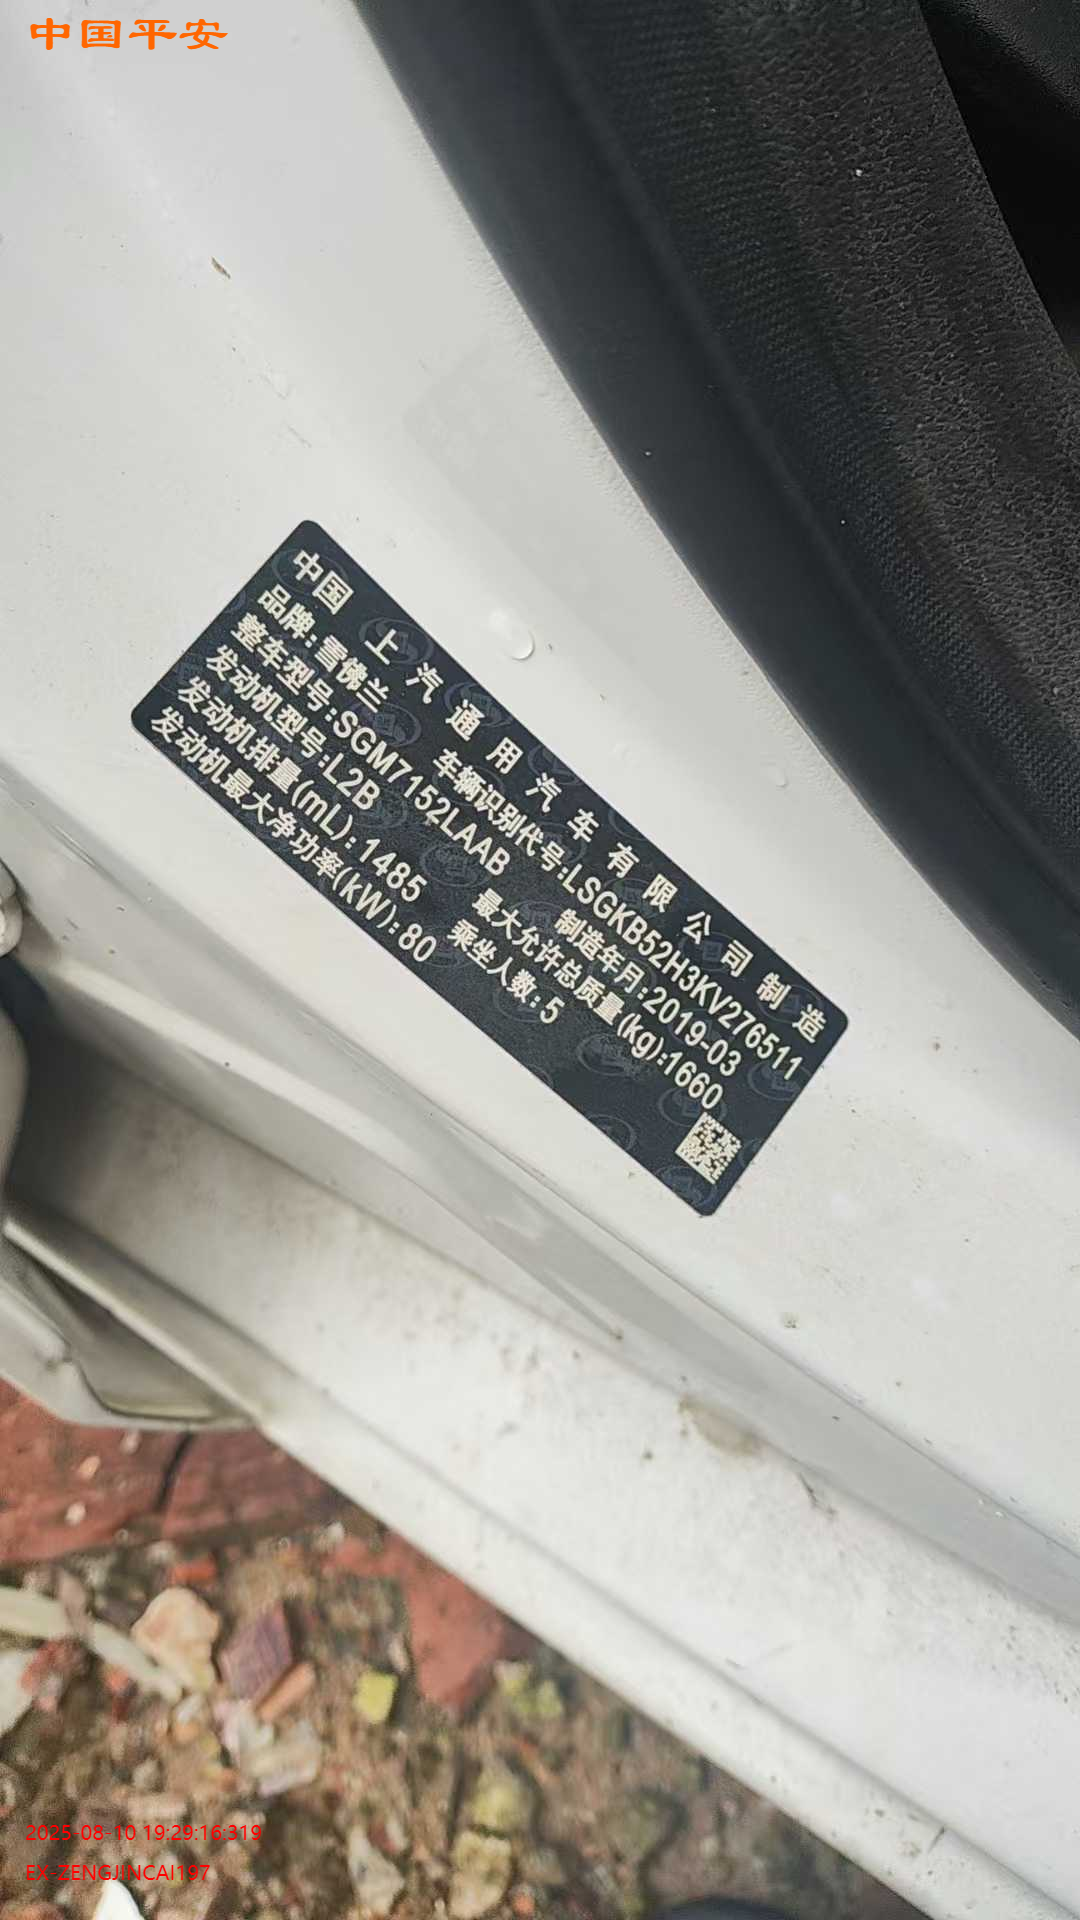 中国平安
中国 上汽通用汽车有限公司制造
品牌:雪佛兰 车辆识别代号:LSGKB52H3KV276511
整车型号:SGM7152LAAB 制造年月:2019-03
发动机型号:L2B 最大允许总质量(kg):1660
发动机排量(mL):1485 乘坐人数:5
发动机最大净功率(kW):80
2025-08-10 19:29:16:319
EX-ZENGJINCAI197